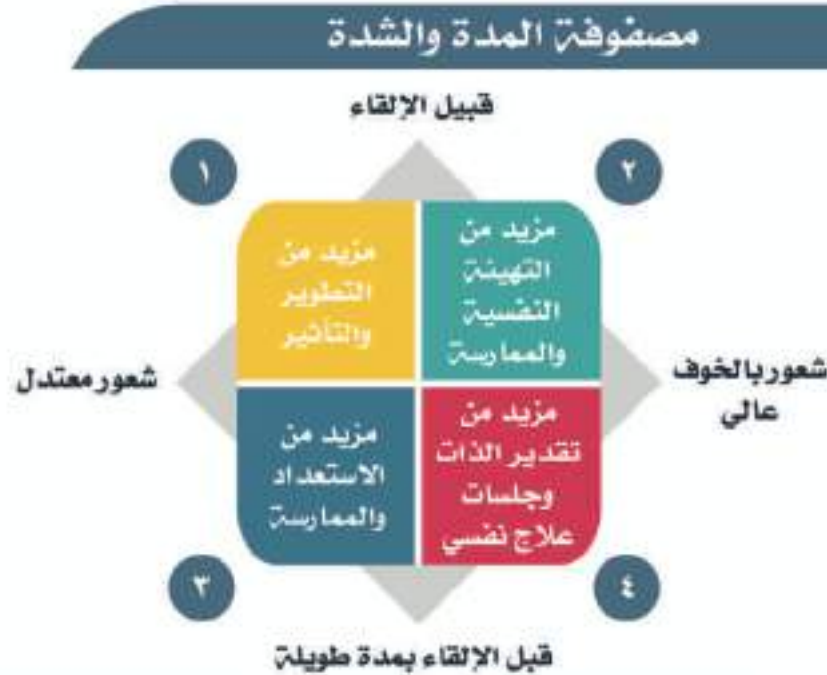 مصفوفة المدة والشدة
قبيل الإلقاء
٢
١
مزيد من
التهيئة
النفسية
والممارسة
مزيد من
التطوير
والتأثير
شعور بالخوف
عالي
شعور معتدل
مزيد من
تقدير الذات
وجلسات
علاج نفسي
مزيد من
الاستعداد
والممارسة
٤
٣
قبل الإلقاء بمدة طويلة